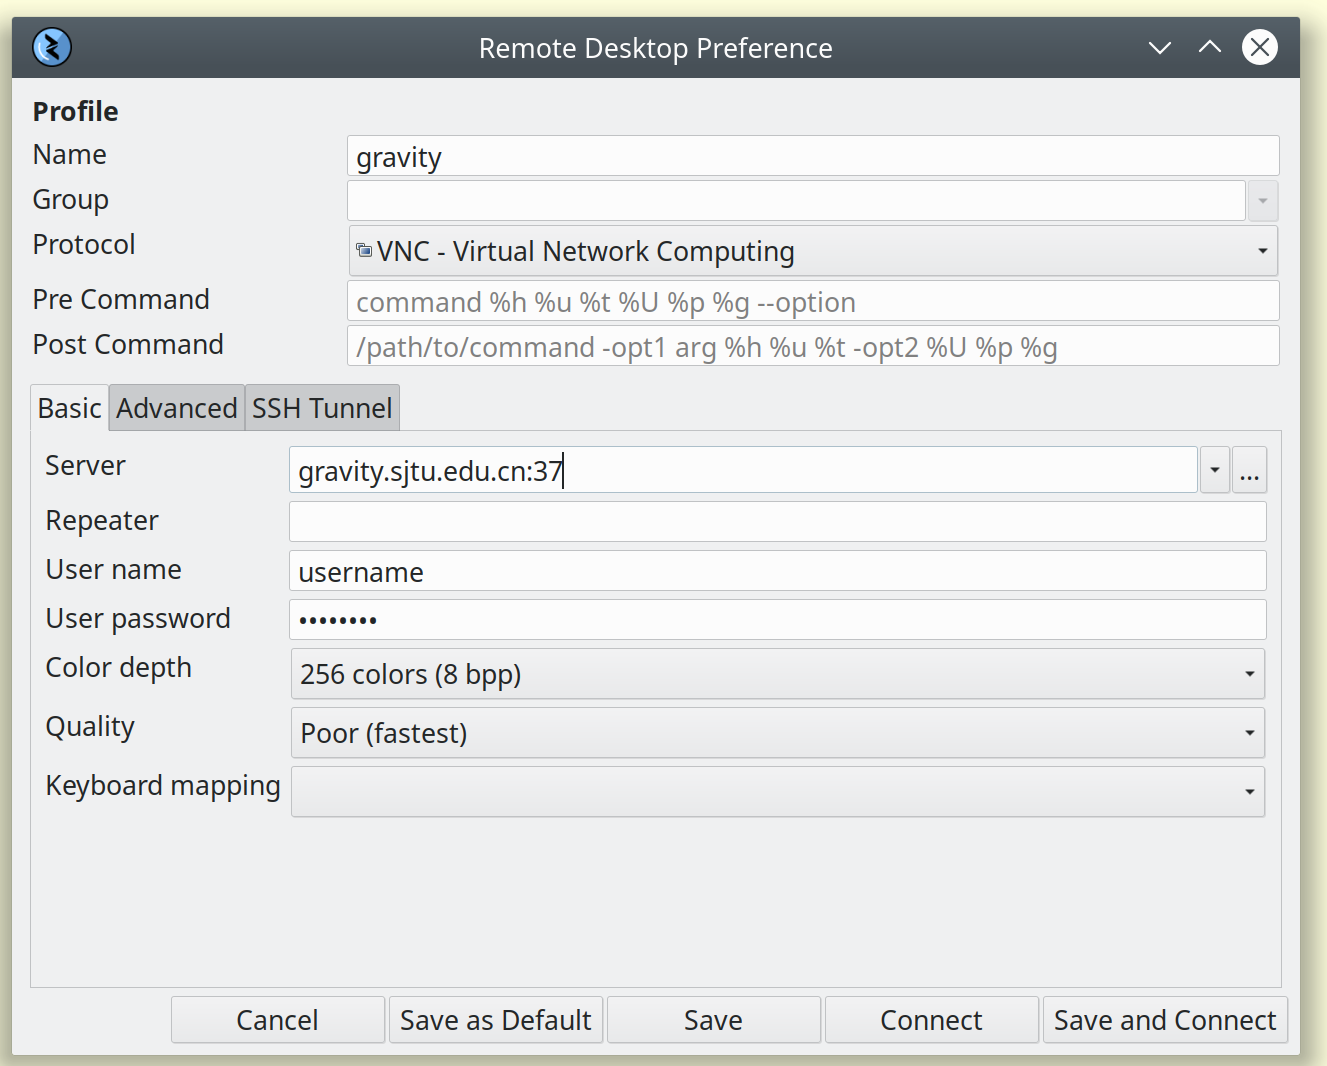 Remote Desktop Preference
Profile
Name gravity
Group
Protocol VNC - Virtual Network Computing
Pre Command command %h %u %t %U %p %g --option
Post Command /path/to/command -opt1 arg %h %u %t -opt2 %U %p %g
Basic Advanced SSH Tunnel
Server gravity.sjtu.edu.cn:37 ...
Repeater
User name username
User password ••••••••
Color depth 256 colors (8 bpp)
Quality Poor (fastest)
Keyboard mapping
Cancel Save as Default Save Connect Save and Connect